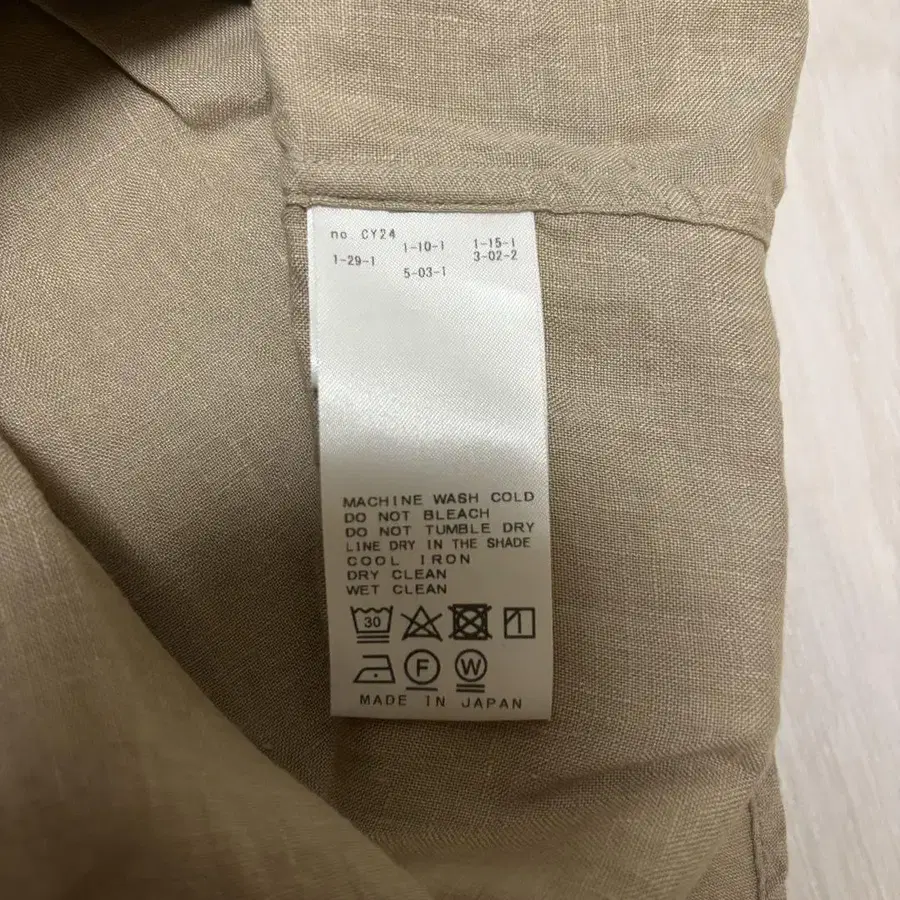 no CY24
1-10-1 1-15-1
1-29-1 3-02-2
5-03-1
MACHINE WASH COLD
DO NOT BLEACH
DO NOT TUMBLE DRY
LINE DRY IN THE SHADE
COOL IRON
DRY CLEAN
WET CLEAN
30
F W
MADE IN JAPAN